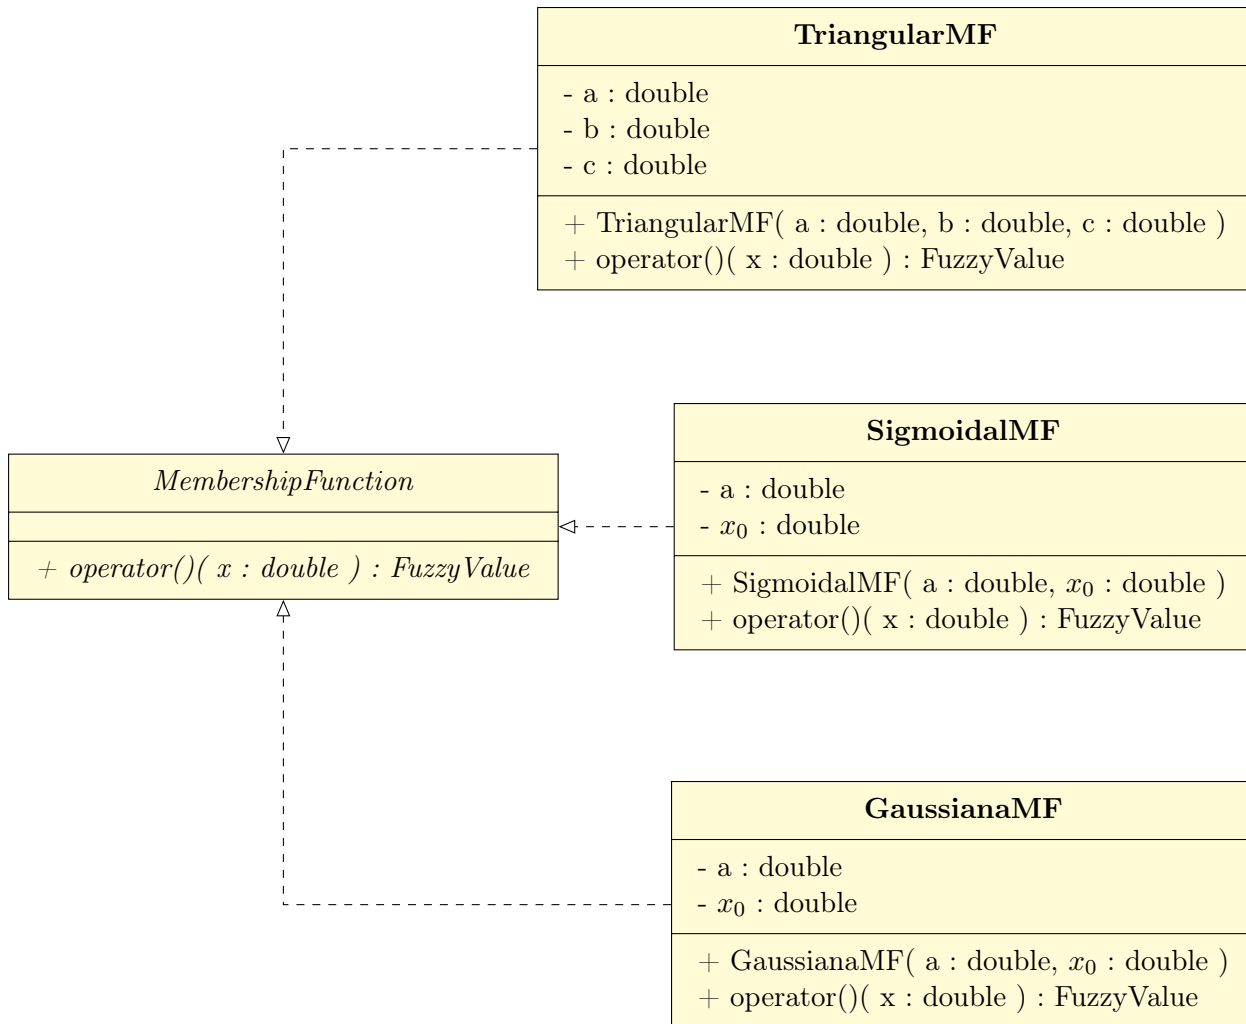 TriangularMF
- a : double
- b : double
- c : double
+ TriangularMF( a : double, b : double, c : double )
+ operator()( x : double ) : FuzzyValue
SigmoidalMF
- a : double
- x₀ : double
+ SigmoidalMF( a : double, x₀ : double )
+ operator()( x : double ) : FuzzyValue
MembershipFunction
+ operator()( x : double ) : FuzzyValue
GaussianaMF
- a : double
- x₀ : double
+ GaussianaMF( a : double, x₀ : double )
+ operator()( x : double ) : FuzzyValue